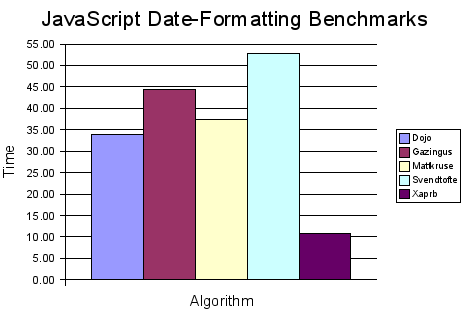 JavaScript Date-Formatting Benchmarks
55.00
50.00
45.00
40.00
35.00
30.00
25.00
20.00
15.00
10.00
5.00
0.00
Time
Algorithm
Dojo
Gazingus
Mattkruse
Svendtofte
Xaprb